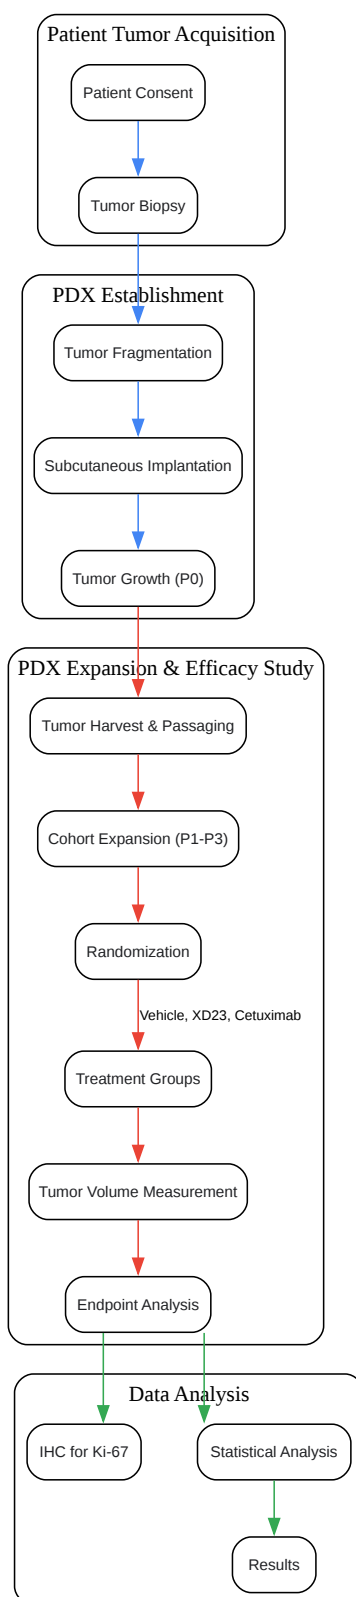 Patient Tumor Acquisition
Patient Consent
Tumor Biopsy
PDX Establishment
Tumor Fragmentation
Subcutaneous Implantation
Tumor Growth (P0)
PDX Expansion & Efficacy Study
Tumor Harvest & Passaging
Cohort Expansion (P1-P3)
Randomization
Vehicle, XD23, Cetuximab
Treatment Groups
Tumor Volume Measurement
Endpoint Analysis
Data Analysis
IHC for Ki-67
Statistical Analysis
Results